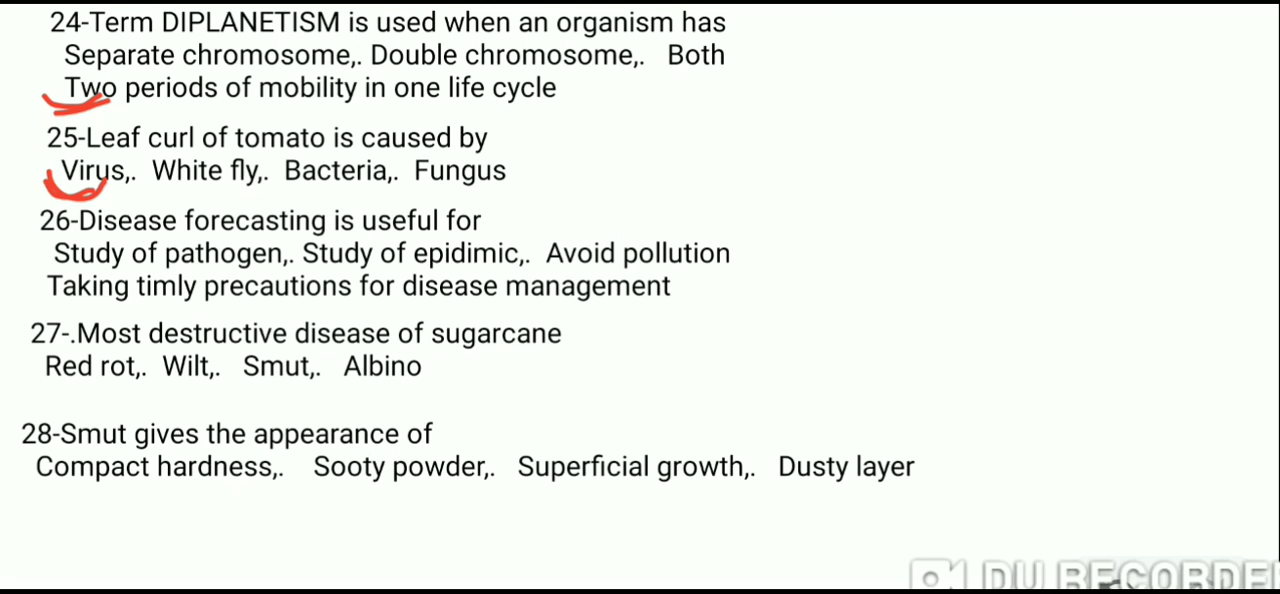 24-Term DIPLANETISM is used when an organism has
Separate chromosome,. Double chromosome,. Both
Two periods of mobility in one life cycle
25-Leaf curl of tomato is caused by
Virus,. White fly,. Bacteria,. Fungus
26-Disease forecasting is useful for
Study of pathogen,. Study of epidimic,. Avoid pollution
Taking timly precautions for disease management
27-.Most destructive disease of sugarcane
Red rot,. Wilt,. Smut,. Albino
28-Smut gives the appearance of
Compact hardness,. Sooty powder,. Superficial growth,. Dusty layer
DU RECORDER